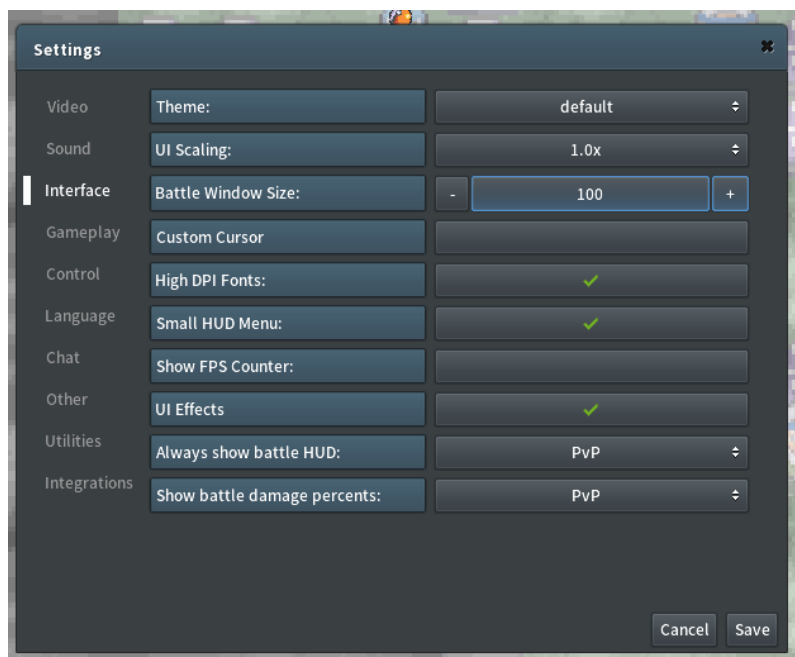 Settings
Video
Theme:
default
Sound
UI Scaling:
1.0x
Interface
Battle Window Size:
- 100 +
Gameplay
Custom Cursor
Control
High DPI Fonts:
Language
Small HUD Menu:
Chat
Show FPS Counter:
Other
UI Effects
Utilities
Always show battle HUD:
PvP
Integrations
Show battle damage percents:
PvP
Cancel
Save